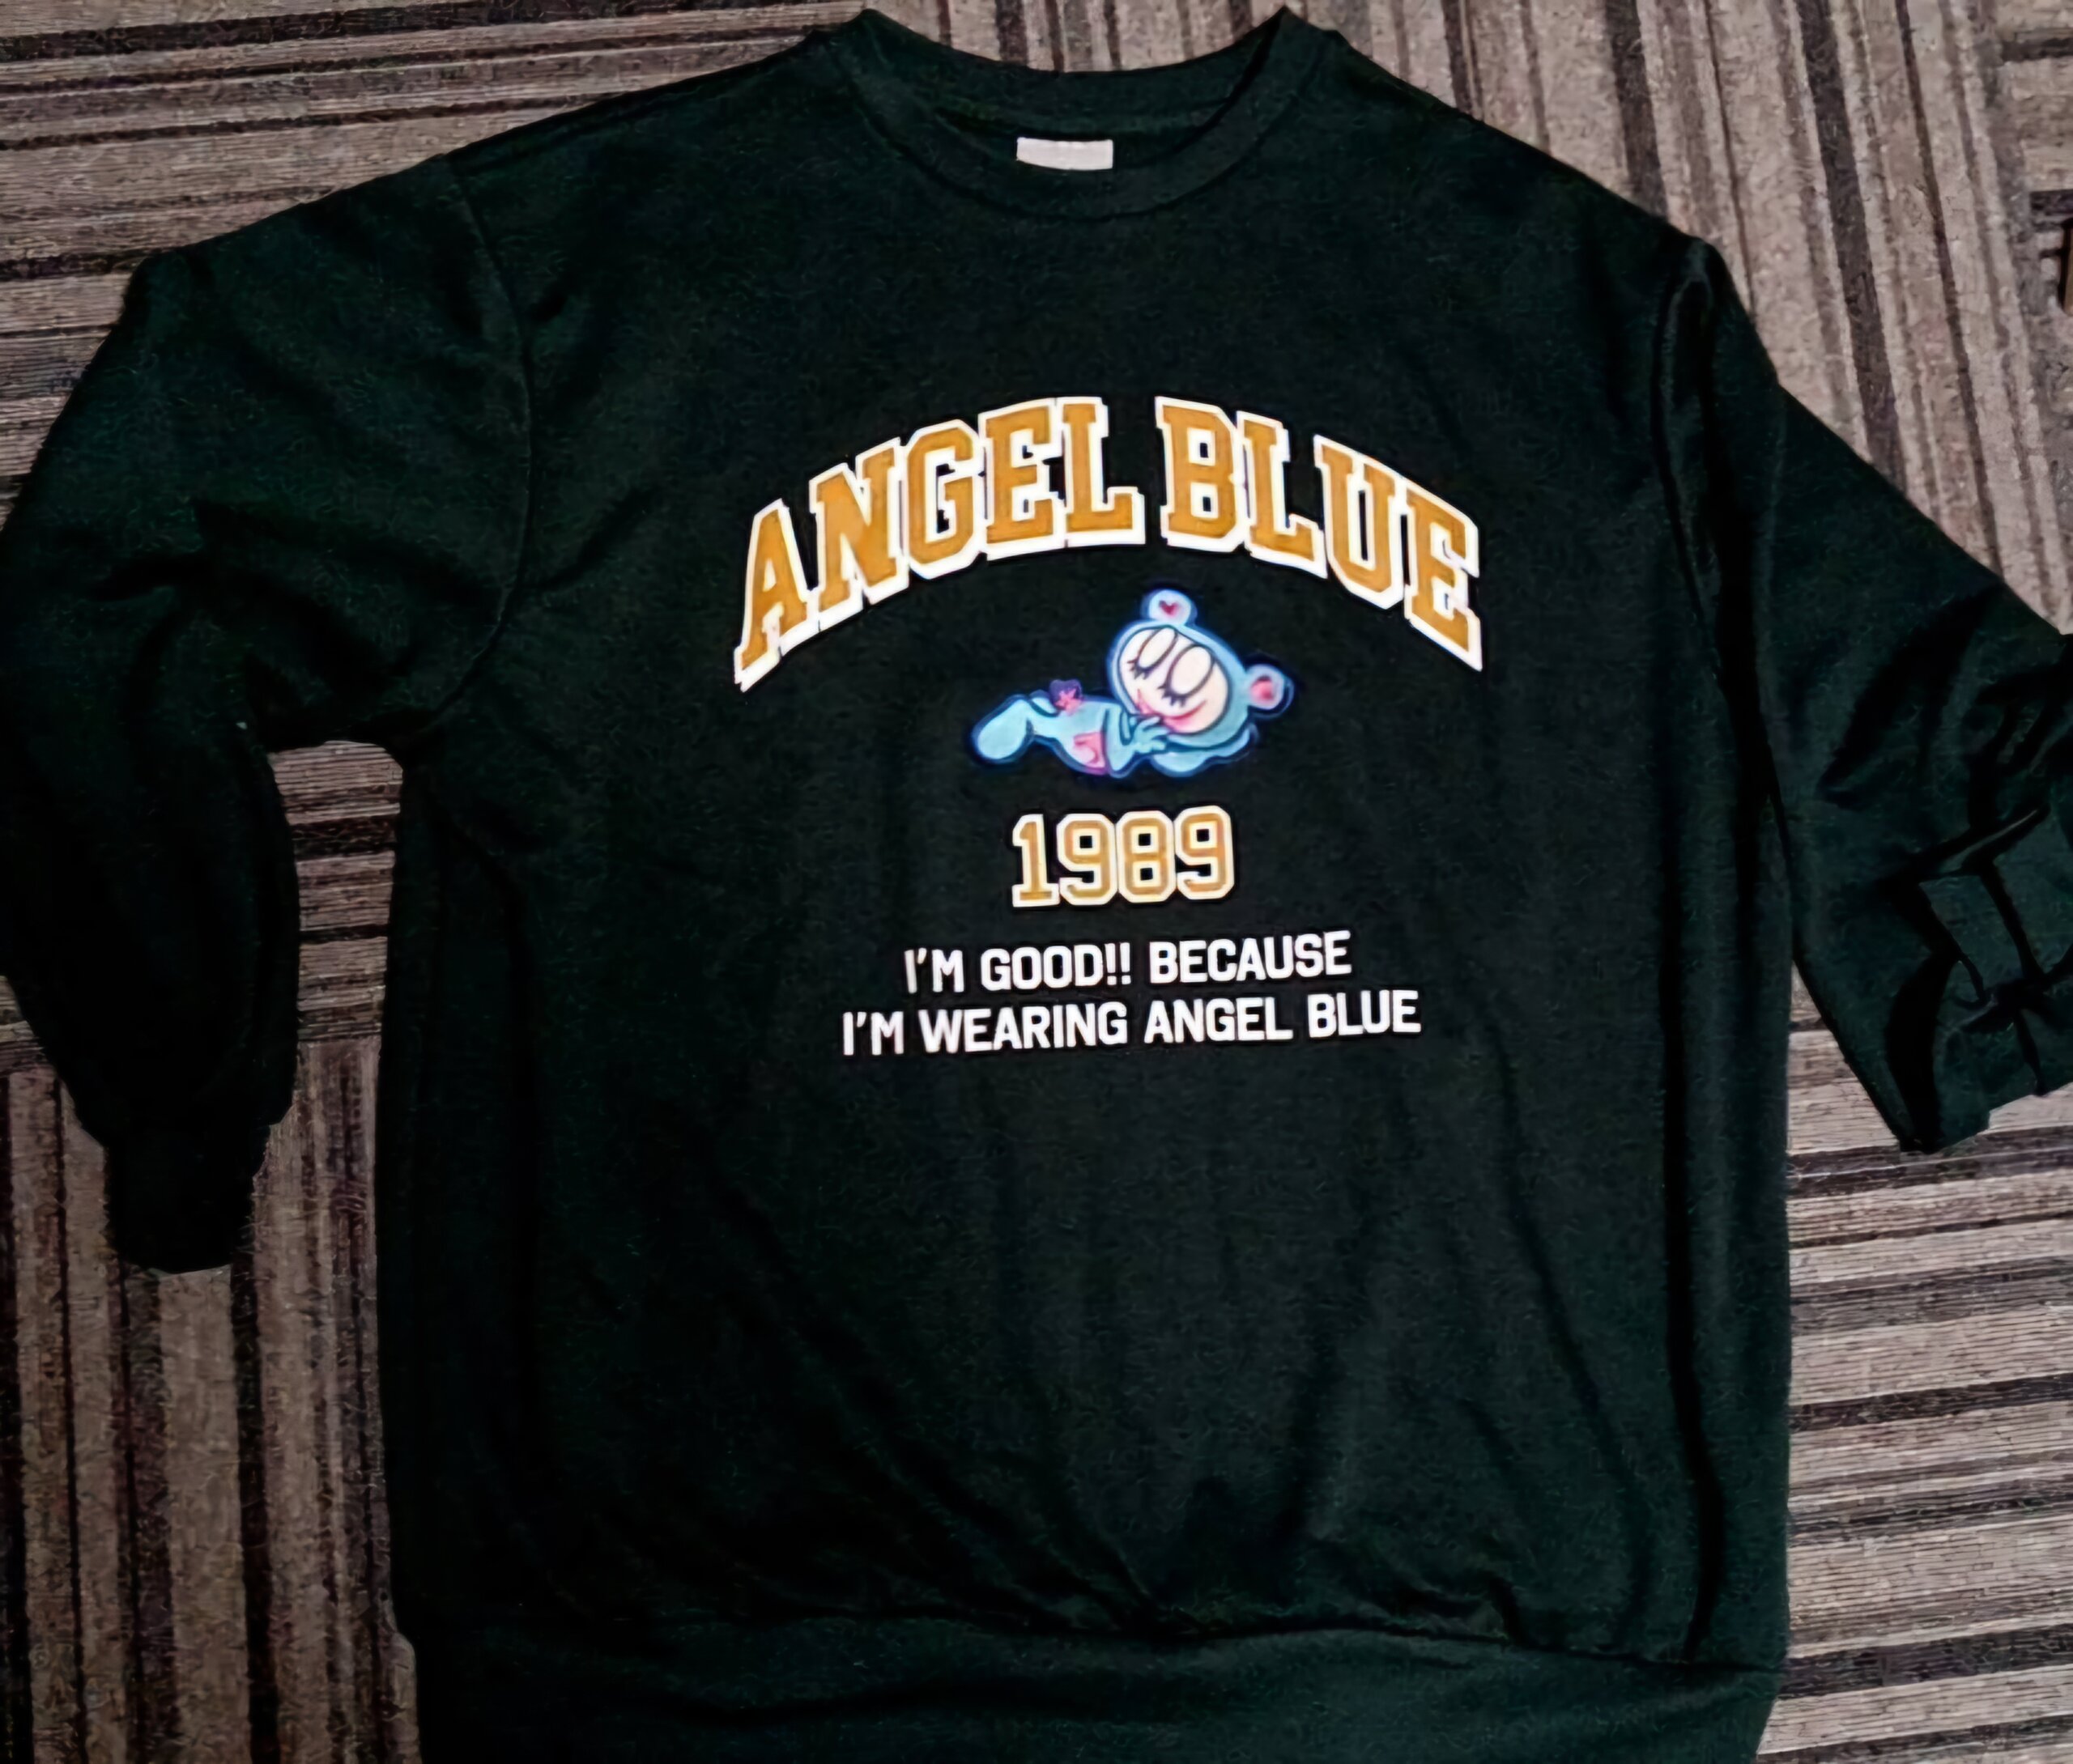 ANGEL BLUE
1989
I'M GOOD!! BECAUSE
I'M WEARING ANGEL BLUE